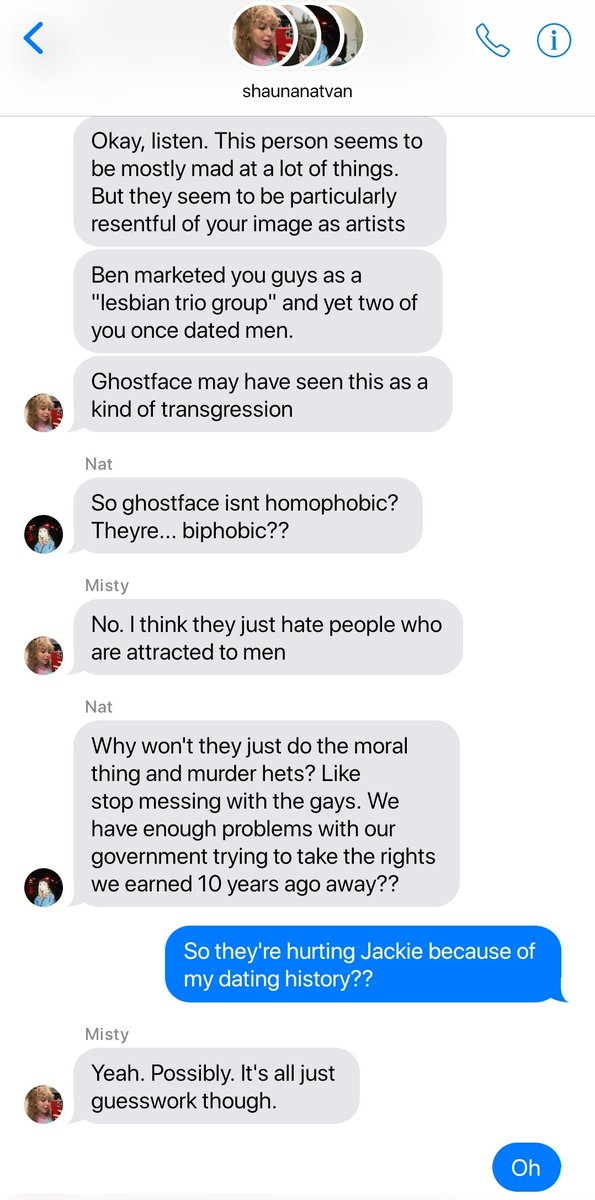 shaunanatvan
Okay, listen. This person seems to
be mostly mad at a lot of things.
But they seem to be particularly
resentful of your image as artists
Ben marketed you guys as a
"lesbian trio group" and yet two of
you once dated men.
Ghostface may have seen this as a
kind of transgression
Nat
So ghostface isnt homophobic?
Theyre... biphobic??
Misty
No. I think they just hate people who
are attracted to men
Nat
Why won't they just do the moral
thing and murder hets? Like
stop messing with the gays. We
have enough problems with our
government trying to take the rights
we earned 10 years ago away??
So they're hurting Jackie because of
my dating history??
Misty
Yeah. Possibly. It's all just
guesswork though.
Oh